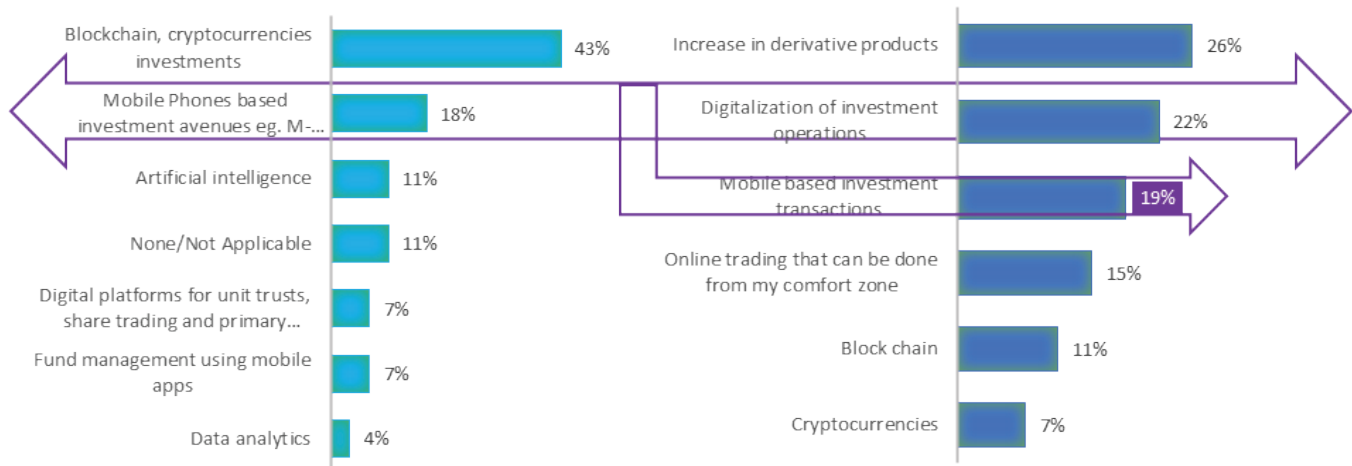 Blockchain, cryptocurrencies
investments
43%
Mobile Phones based
investment avenues eg. M-...
18%
Artificial intelligence
11%
None/Not Applicable
11%
Digital platforms for unit trusts,
share trading and primary...
7%
Fund management using mobile
apps
7%
Data analytics
4%
Increase in derivative products
26%
Digitalization of investment
operations
22%
Mobile based investment
transactions
19%
Online trading that can be done
from my comfort zone
15%
Block chain
11%
Cryptocurrencies
7%